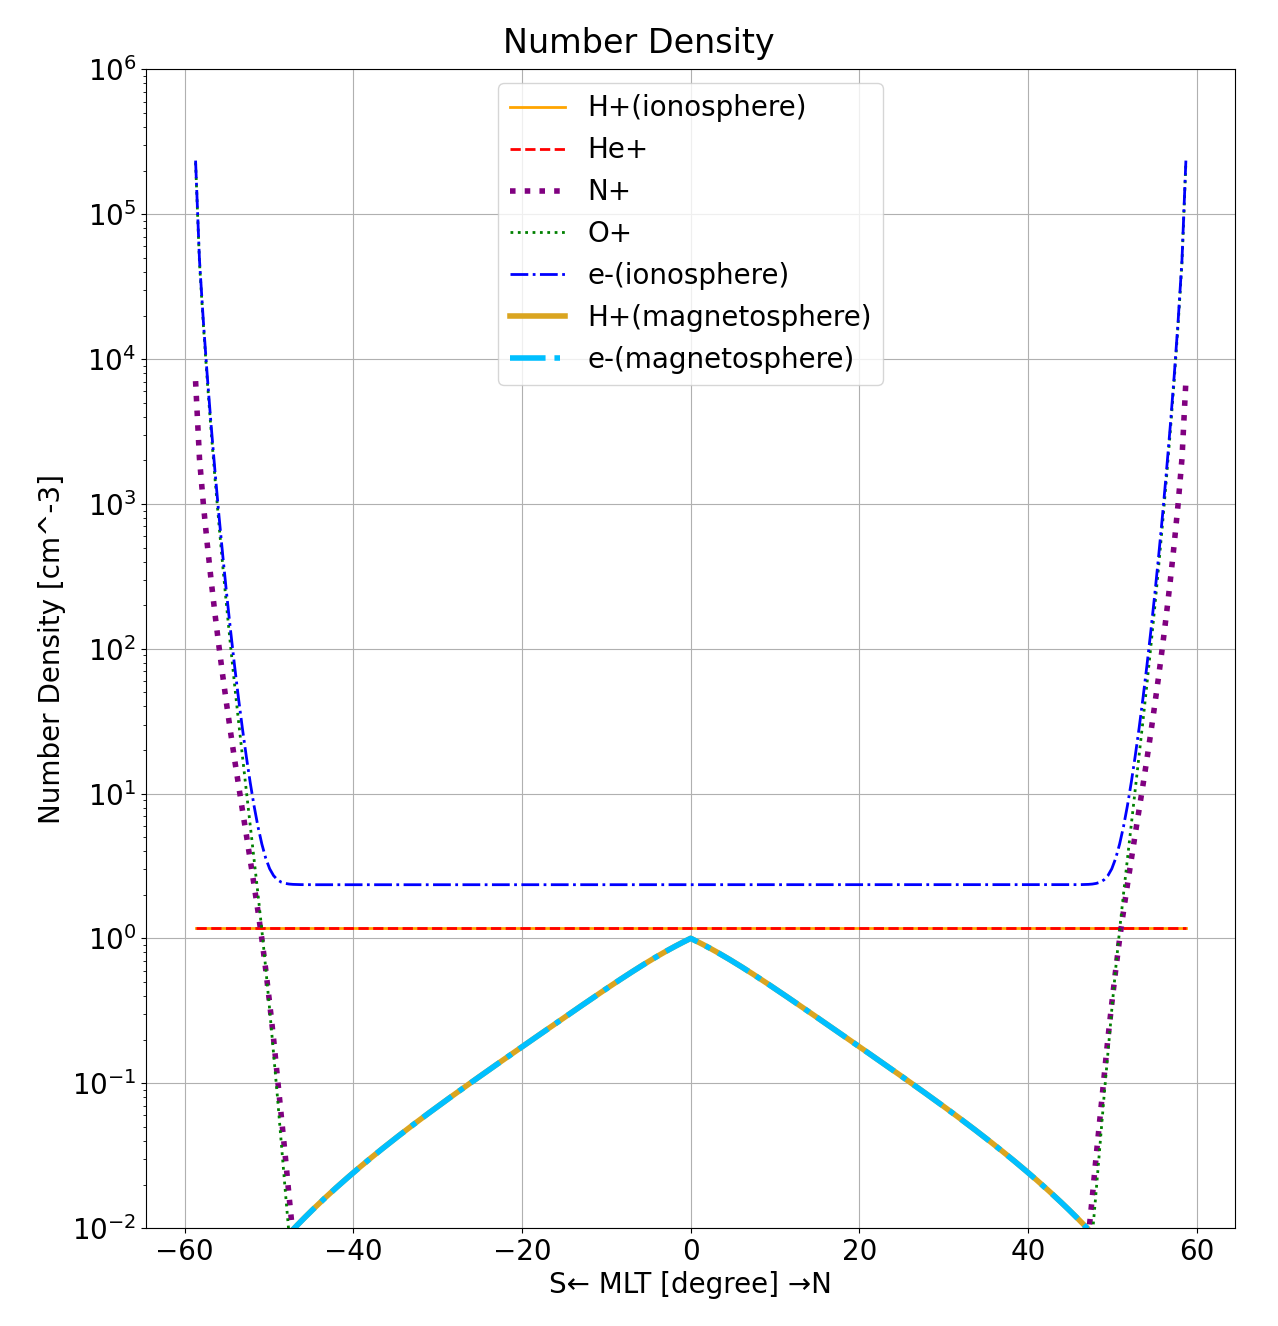 Number Density
10^6
10^5
10^4
10^3
10^2
10^1
10^0
10^−1
10^−2
Number Density [cm^-3]
H+(ionosphere)
He+
N+
O+
e-(ionosphere)
H+(magnetosphere)
e-(magnetosphere)
−60 −40 −20 0 20 40 60
S← MLT [degree] →N